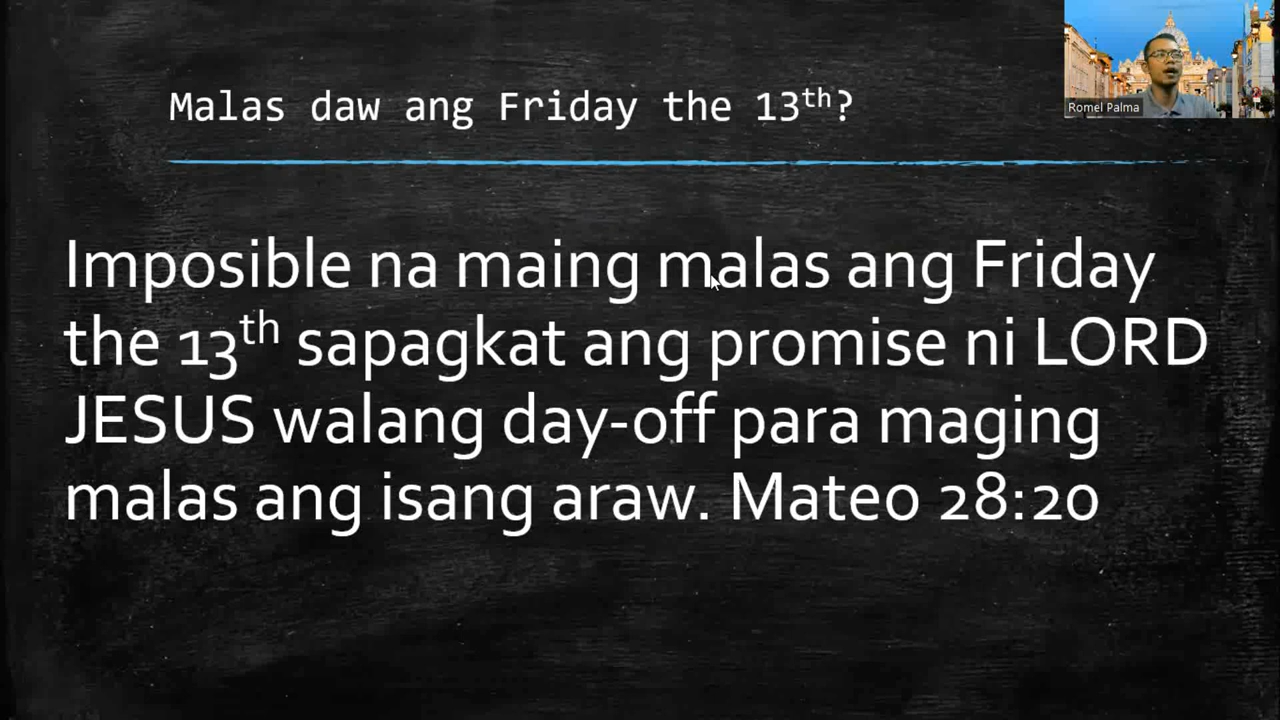 Malas daw ang Friday the 13th?
Romel Palma
Imposible na maing malas ang Friday
the 13th sapagkat ang promise ni LORD
JESUS walang day-off para maging
malas ang isang araw. Mateo 28:20